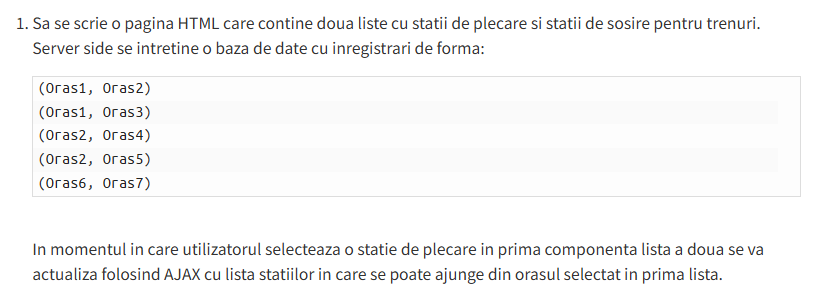 1. Sa se scrie o pagina HTML care contine doua liste cu statii de plecare si statii de sosire pentru trenuri.
Server side se intretine o baza de date cu inregistrari de forma:
(Oras1, Oras2)
(Oras1, Oras3)
(Oras2, Oras4)
(Oras2, Oras5)
(Oras6, Oras7)
In momentul in care utilizatorul selecteaza o statie de plecare in prima componenta lista a doua se va
actualiza folosind AJAX cu lista statiilor in care se poate ajunge din orasul selectat in prima lista.